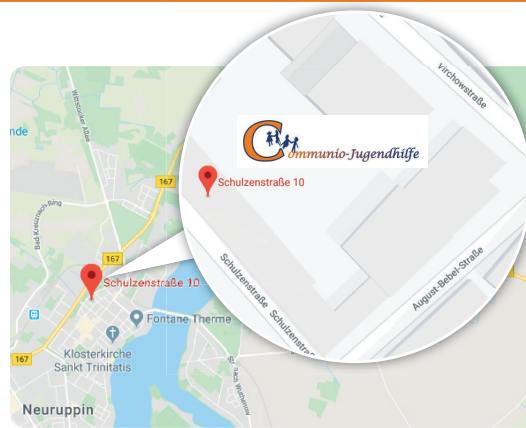 Wittstocker Allee
nde
Bad-Kreuznach-Ring
167
167
167
Schulzenstraße 10
Fontane Therme
Klosterkirche
Sankt Trinitatis
Neuruppin
Virchowstraße
Communio-Jugendhilfe
Schulzenstraße 10
Schulzenstraße
Schulzenstraß
August-Bebel-Straße